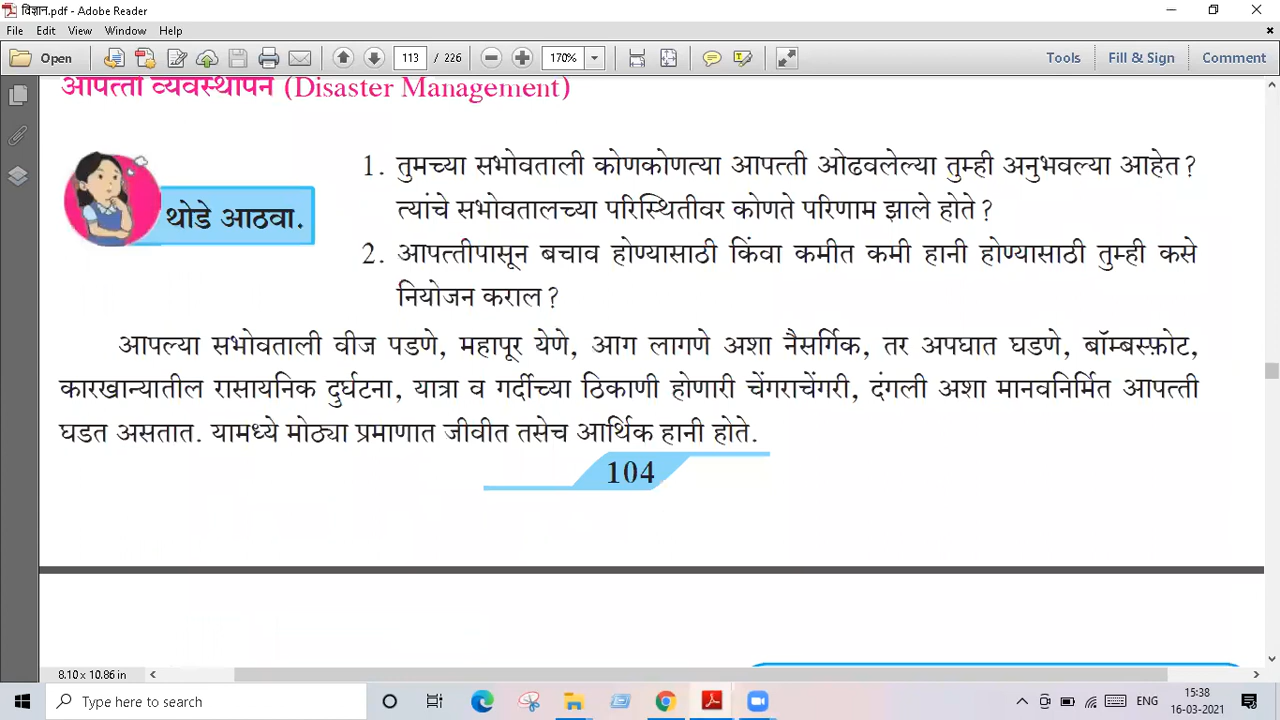 विज्ञान.pdf - Adobe Reader
File Edit View Window Help
Open 113 / 226 170% Tools Fill & Sign Comment
आपत्ती व्यवस्थापन (Disaster Management)
थोडे आठवा.
1. तुमच्या सभोवताली कोणकोणत्या आपत्ती ओढवलेल्या तुम्ही अनुभवल्या आहेत?
त्यांचे सभोवतालच्या परिस्थितीवर कोणते परिणाम झाले होते?
2. आपत्तीपासून बचाव होण्यासाठी किंवा कमीत कमी हानी होण्यासाठी तुम्ही कसे
नियोजन कराल?
आपल्या सभोवताली वीज पडणे, महापूर येणे, आग लागणे अशा नैसर्गिक, तर अपघात घडणे, बॉम्बस्फ़ोट,
कारखान्यातील रासायनिक दुर्घटना, यात्रा व गर्दीच्या ठिकाणी होणारी चेंगराचेंगरी, दंगली अशा मानवनिर्मित आपत्ती
घडत असतात. यामध्ये मोठ्या प्रमाणात जीवीत तसेच आर्थिक हानी होते.
104
8.10 x 10.86 in
Type here to search
ENG
15:38
16-03-2021